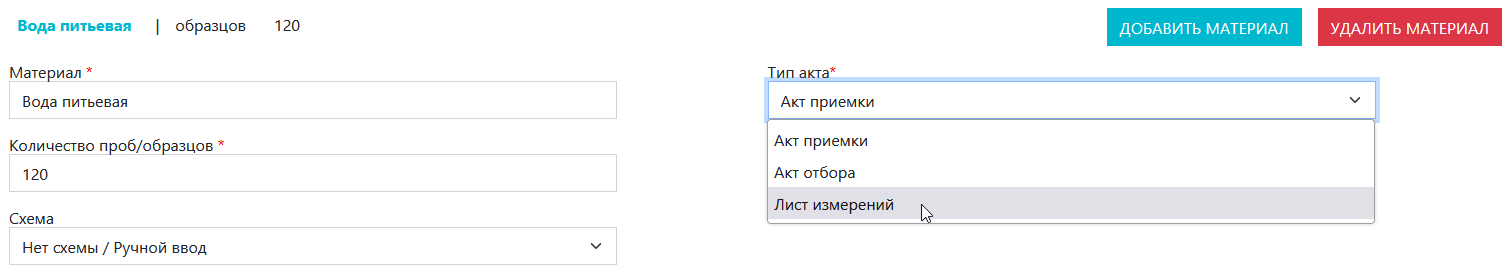 Вода питьевая | образцов 120 ДОБАВИТЬ МАТЕРИАЛ УДАЛИТЬ МАТЕРИАЛ
Материал *
Вода питьевая
Количество проб/образцов *
120
Схема
Нет схемы / Ручной ввод
Тип акта*
Акт приемки
Акт приемки
Акт отбора
Лист измерений